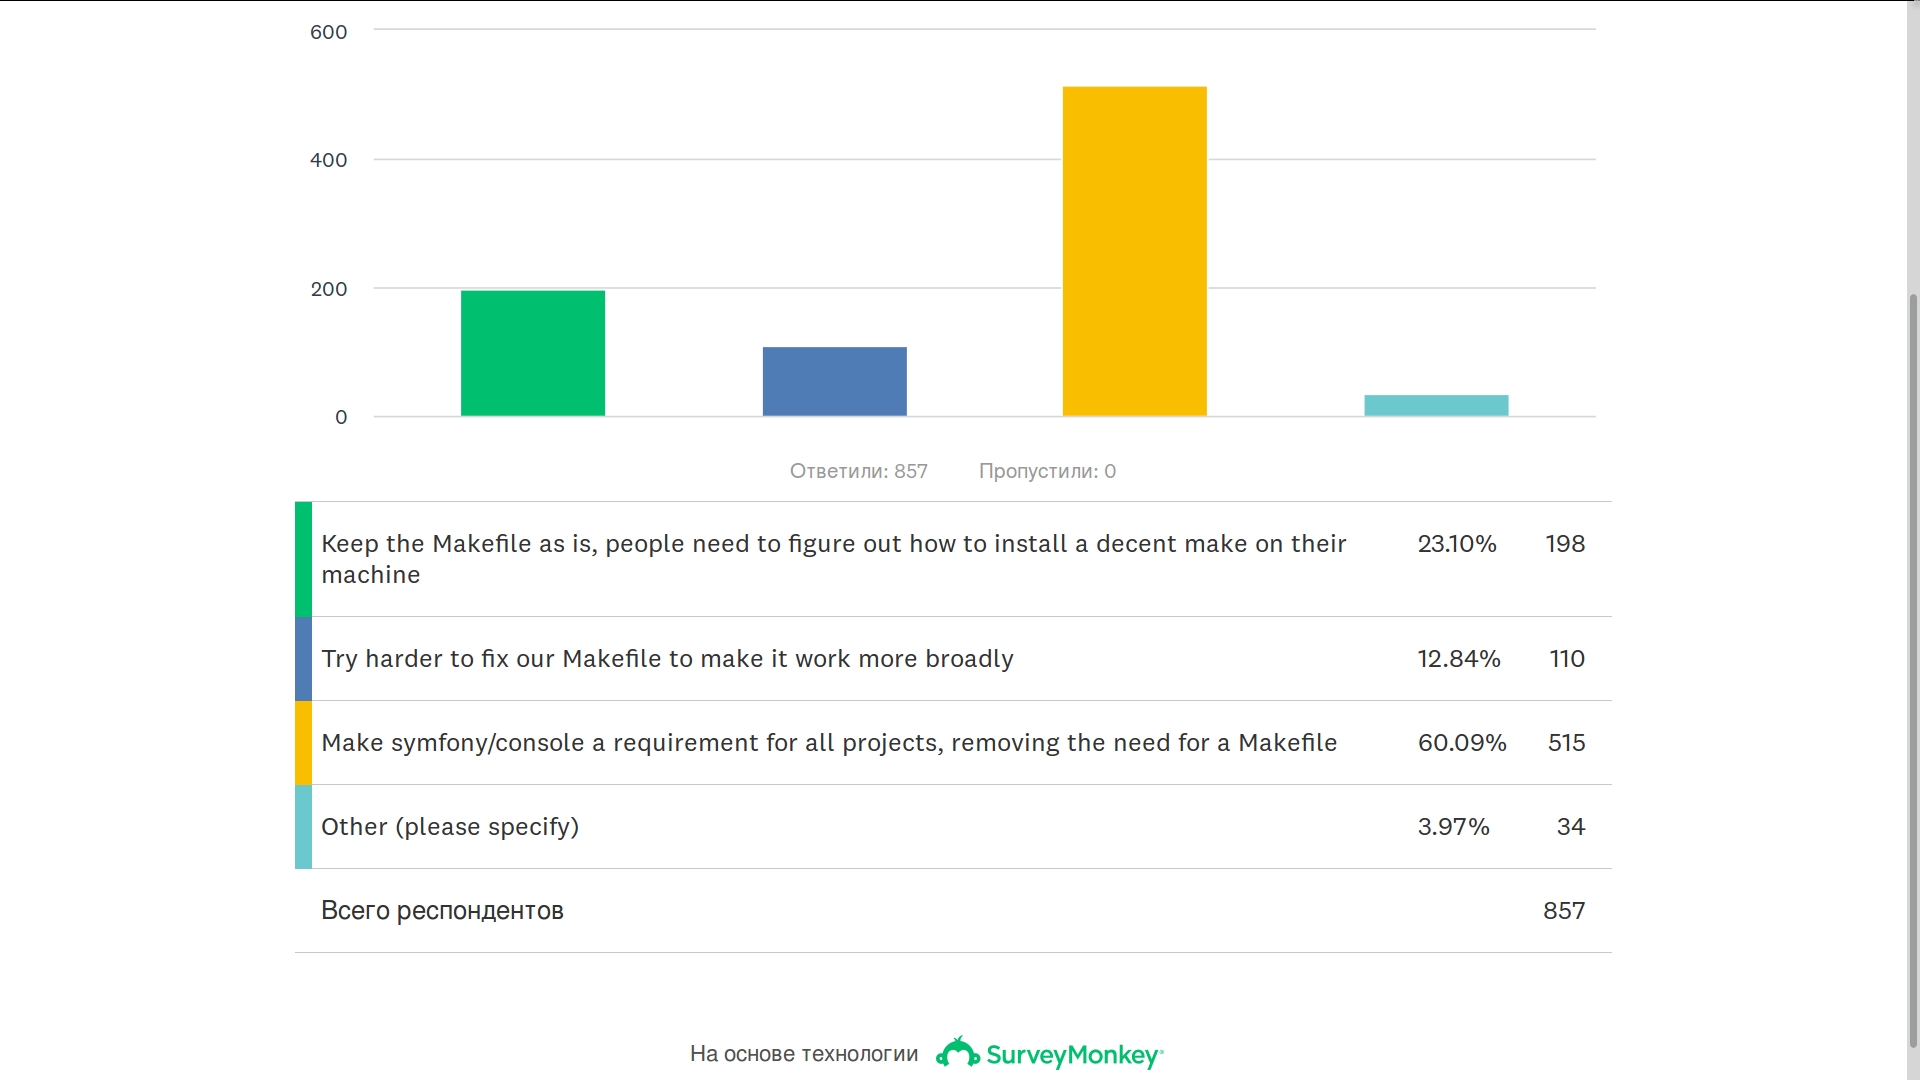 600
400
200
0
Ответили: 857 Пропустили: 0
Keep the Makefile as is, people need to figure out how to install a decent make on their 23.10% 198
machine
Try harder to fix our Makefile to make it work more broadly 12.84% 110
Make symfony/console a requirement for all projects, removing the need for a Makefile 60.09% 515
Other (please specify) 3.97% 34
Всего респондентов 857
На основе технологии SurveyMonkey